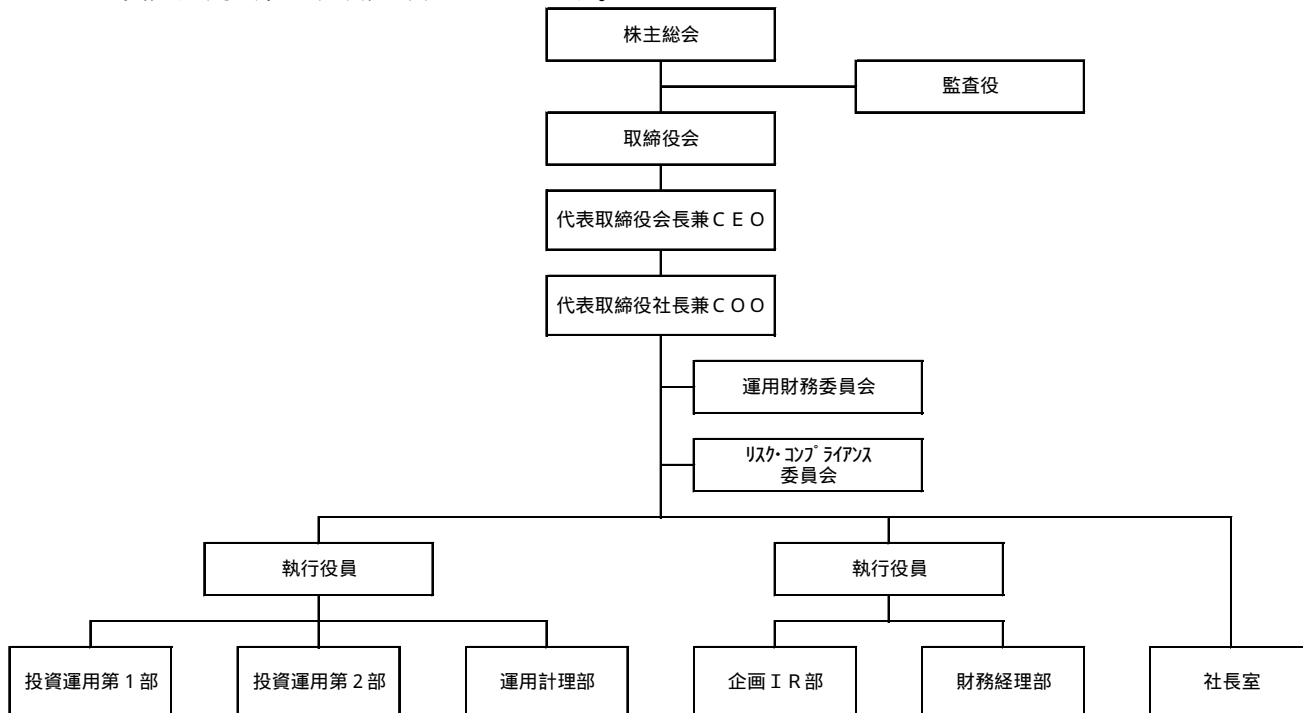 株主総会
監査役
取締役会
代表取締役会長兼ＣＥＯ
代表取締役社長兼ＣＯＯ
運用財務委員会
ﾘｽｸ・ｺﾝﾌﾟﾗｲｱﾝｽ
委員会
執行役員
執行役員
投資運用第１部
投資運用第２部
運用計理部
企画ＩＲ部
財務経理部
社長室